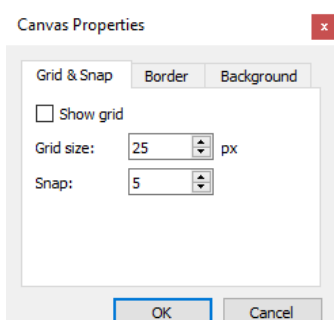 Canvas Properties
x
Grid & Snap Border Background
Show grid
Grid size: 25 px
Snap: 5
OK Cancel